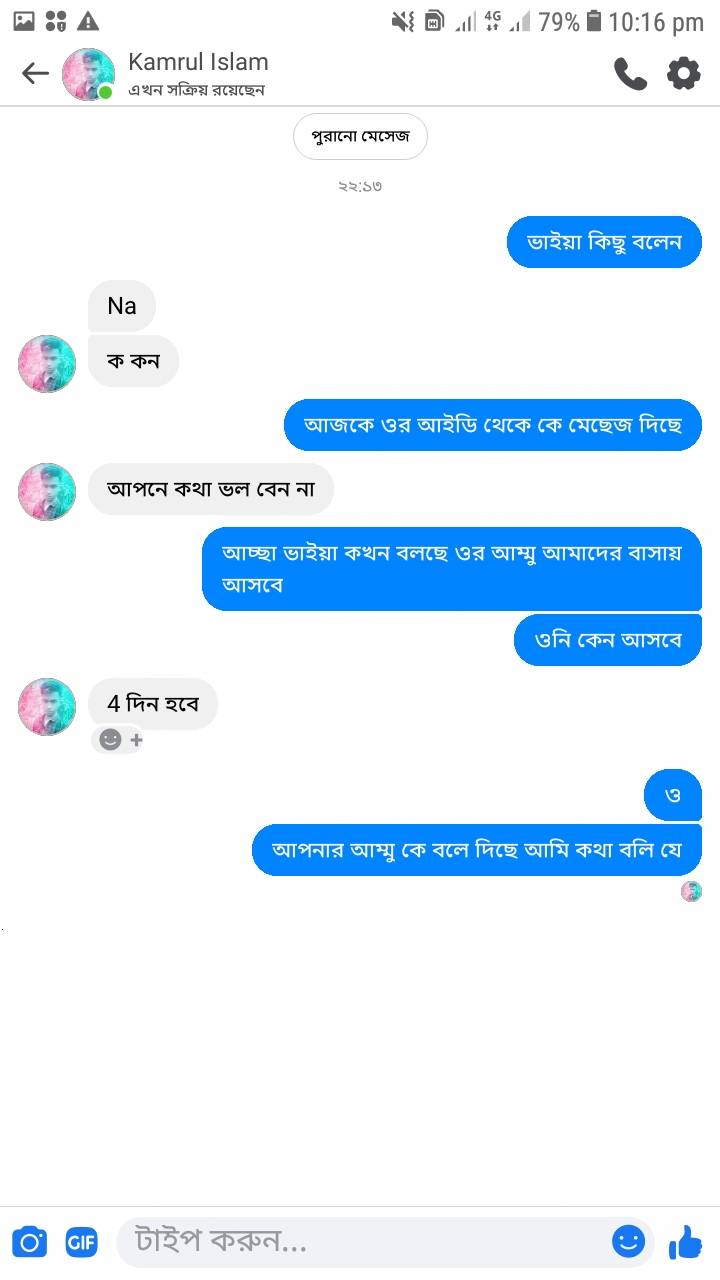 4G 79% 10:16 pm
Kamrul Islam
এখন সক্রিয় রয়েছেন
পুরানো মেসেজ
২২:১৩
ভাইয়া কিছু বলেন
Na
ক কন
আজকে ওর আইডি থেকে কে মেছেজ দিছে
আপনে কথা ভল বেন না
আচ্ছা ভাইয়া কখন বলছে ওর আম্মু আমাদের বাসায়
আসবে
ওনি কেন আসবে
4 দিন হবে
ও
আপনার আম্মু কে বলে দিছে আমি কথা বলি যে
GIF
টাইপ করুন...